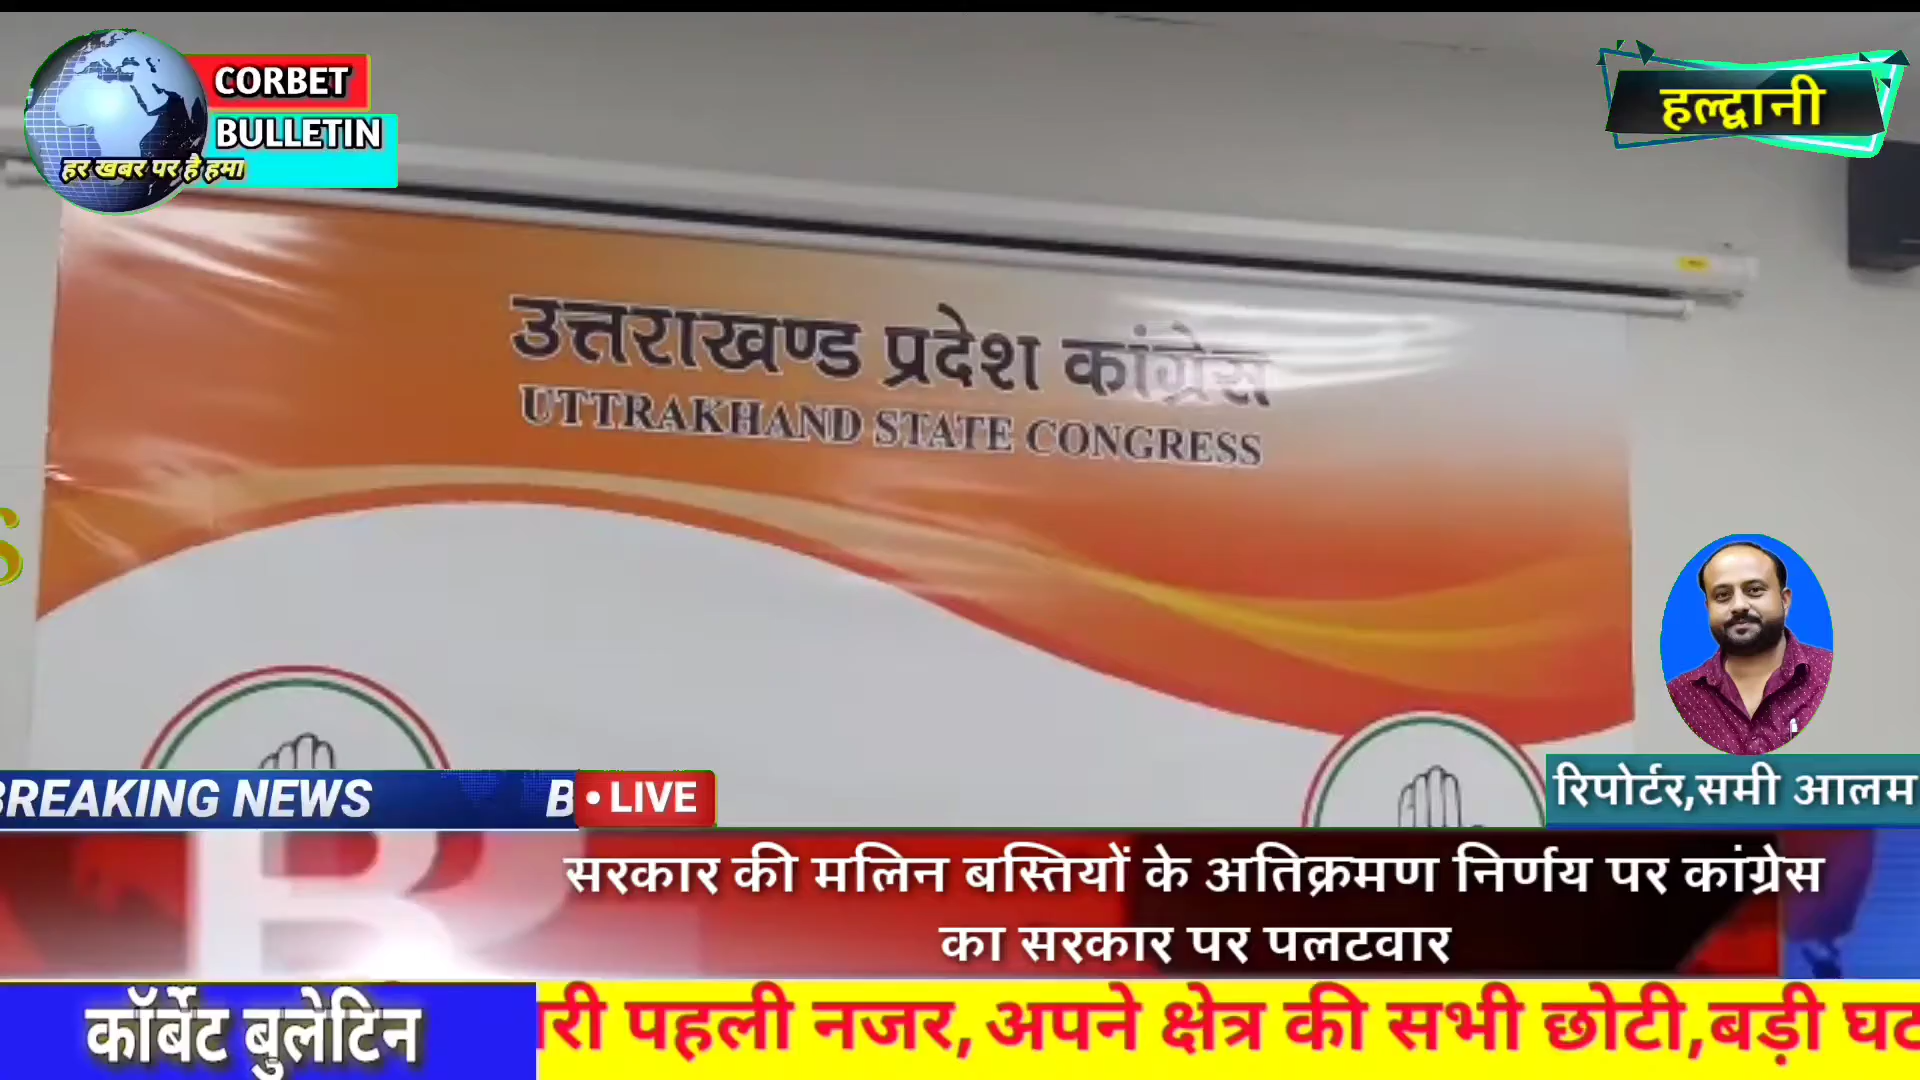 CORBET
BULLETIN
हर खबर पर है हमा
हल्द्वानी
उत्तराखण्ड प्रदेश कांग्रेस
UTTRAKHAND STATE CONGRESS
BREAKING NEWS
B
• LIVE
रिपोर्टर,समी आलम
सरकार की मलिन बस्तियों के अतिक्रमण निर्णय पर कांग्रेस
का सरकार पर पलटवार
कॉर्बेट बुलेटिन
री पहली नजर, अपने क्षेत्र की सभी छोटी,बड़ी घट